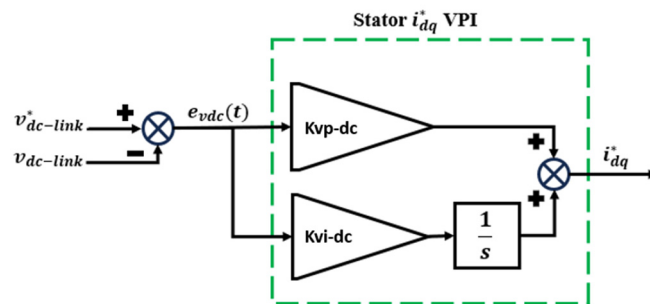 Stator i*dq VPI
v*dc−link
+
evdc(t)
vdc−link
−
Kvp-dc
Kvi-dc
1
s
+
+
i*dq